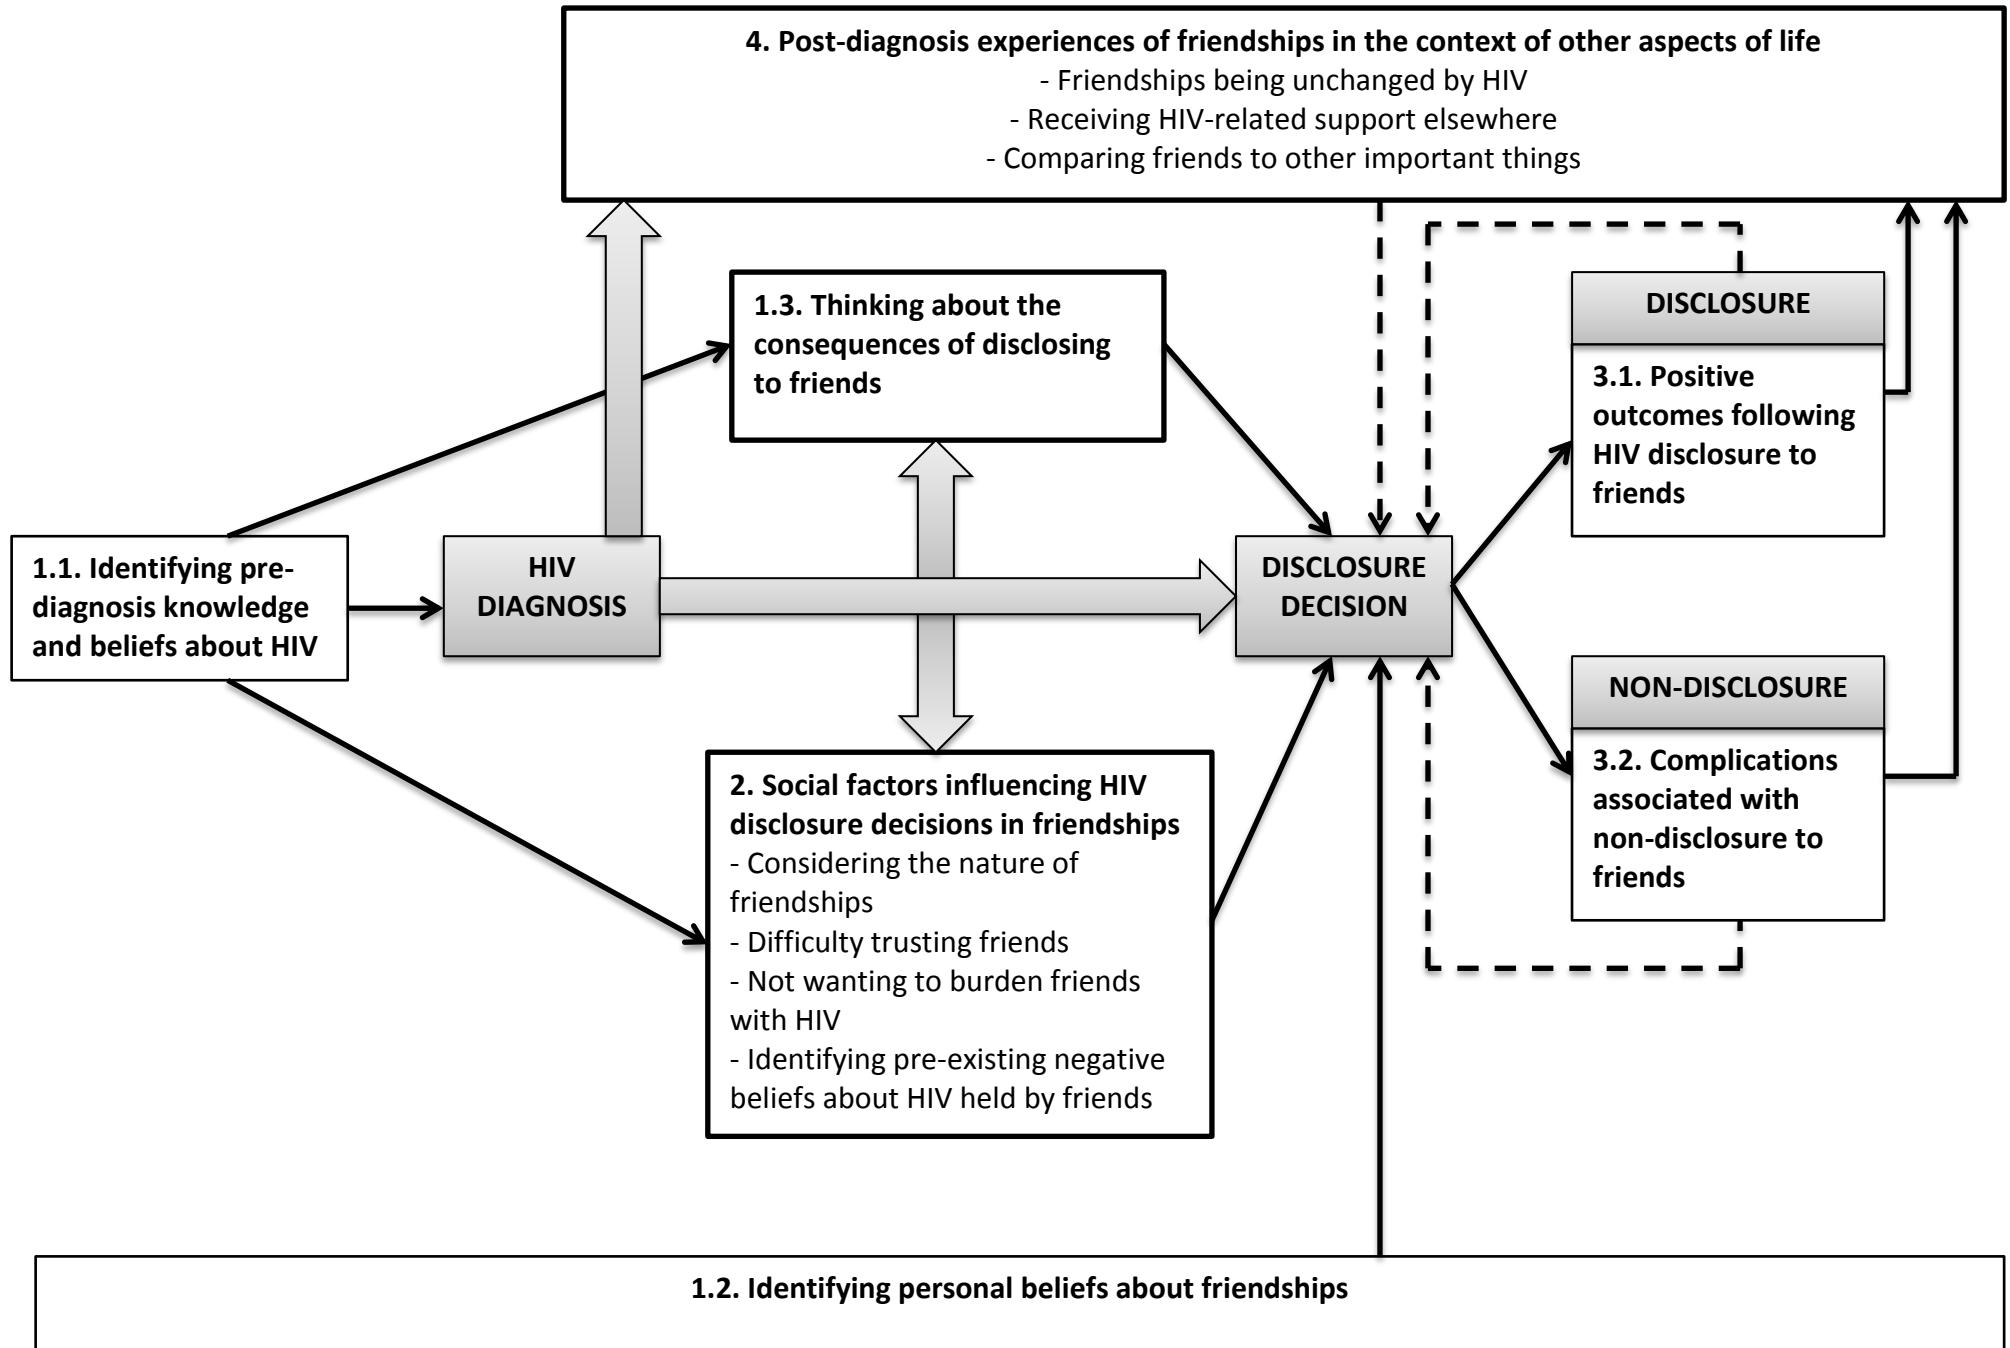 4. Post-diagnosis experiences of friendships in the context of other aspects of life
- Friendships being unchanged by HIV
- Receiving HIV-related support elsewhere
- Comparing friends to other important things
1.3. Thinking about the
consequences of disclosing
to friends
DISCLOSURE
3.1. Positive
outcomes following
HIV disclosure to
friends
1.1. Identifying pre-
diagnosis knowledge
and beliefs about HIV
HIV
DIAGNOSIS
DISCLOSURE
DECISION
NON-DISCLOSURE
3.2. Complications
associated with
non-disclosure to
friends
2. Social factors influencing HIV
disclosure decisions in friendships
- Considering the nature of
friendships
- Difficulty trusting friends
- Not wanting to burden friends
with HIV
- Identifying pre-existing negative
beliefs about HIV held by friends
1.2. Identifying personal beliefs about friendships